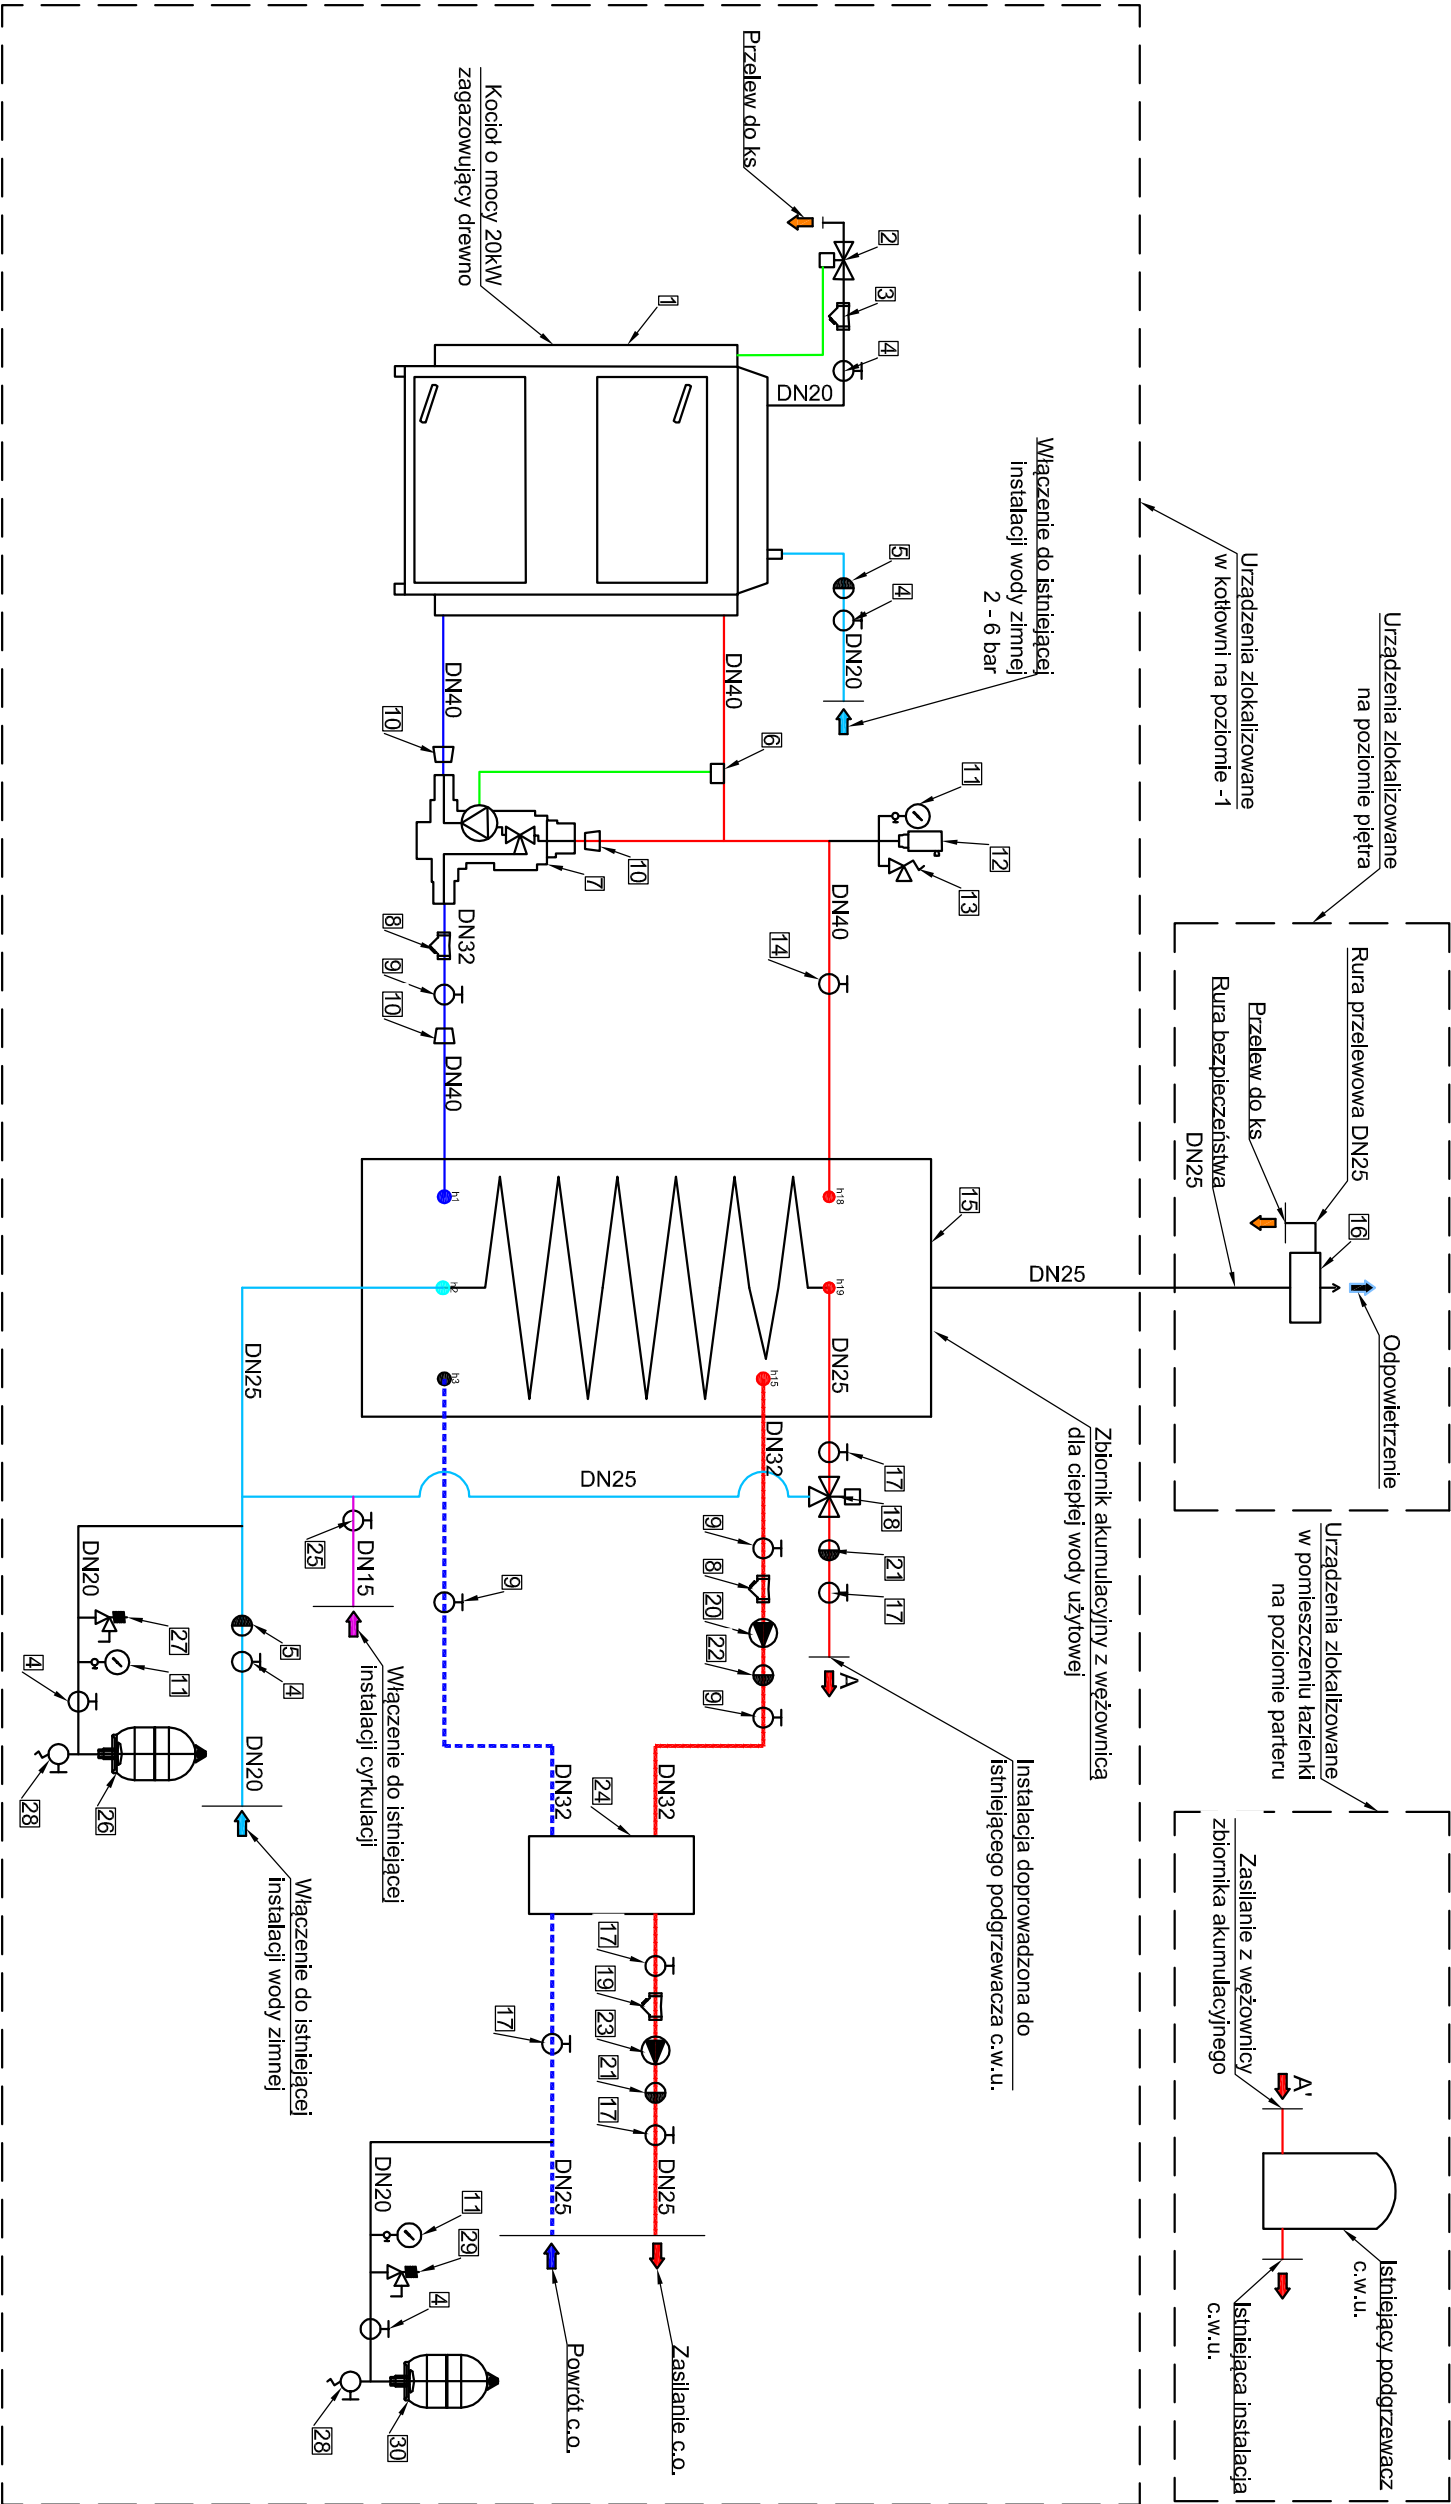 Urządzenia zlokalizowane
na poziomie piętra
Rura przelewowa DN25
Przelew do ks
Rura bezpieczeństwa
DN25
16
Odpowietrzenie
Urządzenia zlokalizowane
w pomieszczeniu łazienki
na poziomie parteru
Zasilanie z wężownicy
zbiornika akumulacyjnego
A'
Istniejący podgrzewacz
c.w.u.
Istniejąca instalacja
c.w.u.
Urządzenia zlokalizowane
w kotłowni na poziomie -1
Przelew do ks
2
3
4
DN20
Kocioł o mocy 20kW
zagazowujący drewno
1
Włączenie do istniejącej
instalacji wody zimnej
2 - 6 bar
5
4
DN20
DN40
DN40
6
10
10
7
11
12
13
DN40
14
DN32
8
9
10
DN40
15
DN25
h18
h19
h15
h1
h2
h3
Zbiornik akumulacyjny z wężownicą
dla ciepłej wody użytowej
DN25
17
18
21
17
A
Instalacja doprowadzona do
istniejącego podgrzewacza c.w.u.
DN32
9
8
20
22
9
DN32
DN25
9
DN32
24
17
19
23
21
17
DN25
Zasilanie c.o.
17
DN25
Powrót c.o.
DN20
11
29
4
28
30
DN25
25
DN15
Włączenie do istniejącej
instalacji cyrkulacji
5
4
DN20
Włączenie do istniejącej
instalacji wody zimnej
DN20
27
11
4
28
26